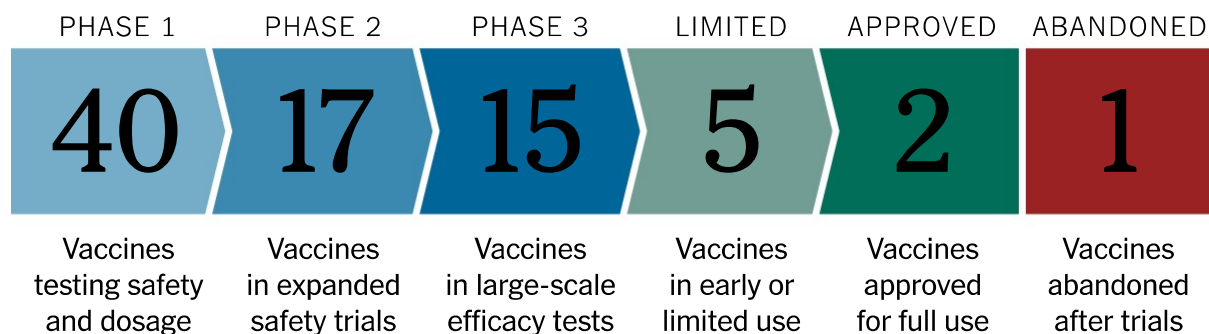 PHASE 1
PHASE 2
PHASE 3
LIMITED
APPROVED
ABANDONED
40
17
15
5
2
1
Vaccines
testing safety
and dosage
Vaccines
in expanded
safety trials
Vaccines
in large-scale
efficacy tests
Vaccines
in early or
limited use
Vaccines
approved
for full use
Vaccines
abandoned
after trials